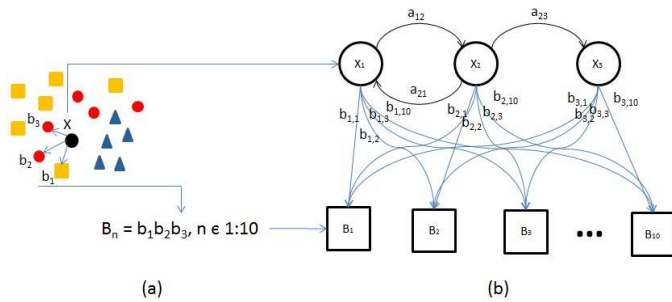 a₁₂
a₂₃
X₁
X₂
X₃
a₂₁
b₃
X
b₂
b₁
b₁,₁
b₁,₂
b₁,₃
b₁,₁₀
b₂,₁
b₂,₂
b₂,₃
b₂,₁₀
b₃,₁
b₃,₂
b₃,₃
b₃,₁₀
Bₙ = b₁b₂b₃, n ϵ 1:10
B₁
B₂
B₃
B₁₀
(a)
(b)